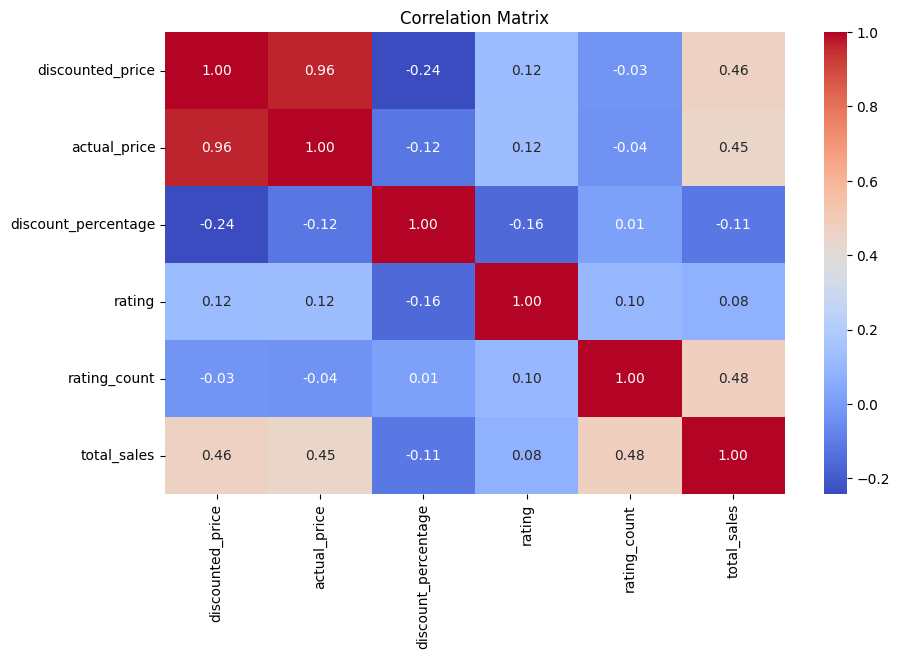 Correlation Matrix
discounted_price 1.00 0.96 -0.24 0.12 -0.03 0.46
actual_price 0.96 1.00 -0.12 0.12 -0.04 0.45
discount_percentage -0.24 -0.12 1.00 -0.16 0.01 -0.11
rating 0.12 0.12 -0.16 1.00 0.10 0.08
rating_count -0.03 -0.04 0.01 0.10 1.00 0.48
total_sales 0.46 0.45 -0.11 0.08 0.48 1.00
discounted_price
actual_price
discount_percentage
rating
rating_count
total_sales
1.0
0.8
0.6
0.4
0.2
0.0
−0.2